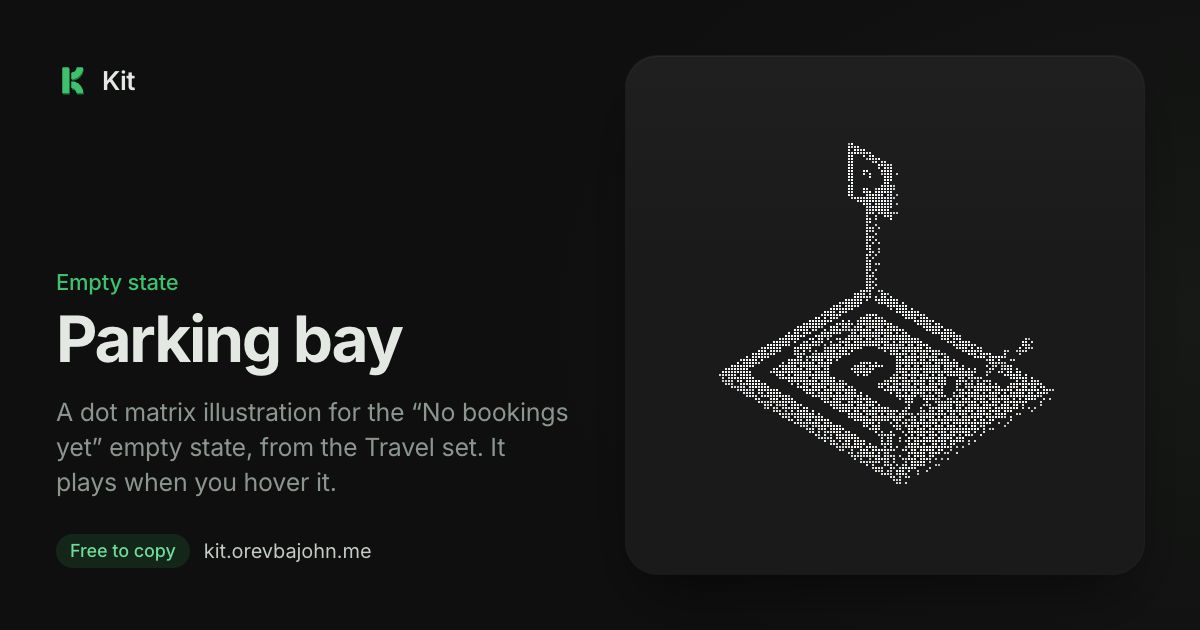 Kit
Empty state
Parking bay
A dot matrix illustration for the “No bookings
yet” empty state, from the Travel set. It
plays when you hover it.
Free to copy
kit.orevbajohn.me
P
P